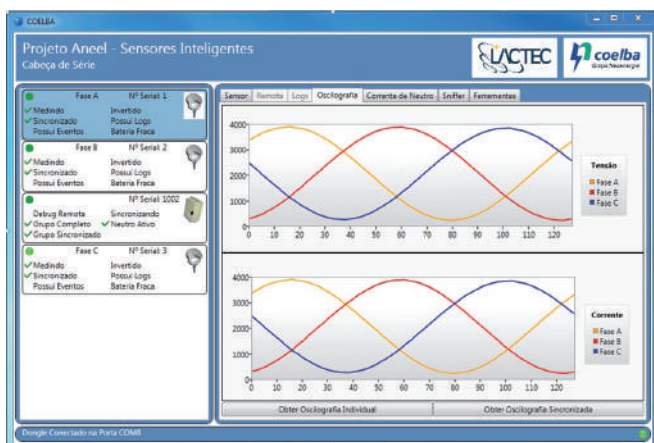 COELBA
Projeto Aneel - Sensores Inteligentes
Cabeça de Série
LACTEC
coelba
Grupo Neoenergia
Fase A Nº Serial: 1
Medindo Invertido
Sincronizado Possui Logs
Possui Eventos Bateria Fraca
Fase B Nº Serial: 2
Medindo Invertido
Sincronizado Possui Logs
Possui Eventos Bateria Fraca
Nº Serial: 1002
Debug Remota Sincronizando
Grupo Completo Neutro Ativo
Grupo Sincronizado
Fase C Nº Serial: 3
Medindo Invertido
Sincronizado Possui Logs
Possui Eventos Bateria Fraca
Sensor Remota Logs Oscilografia Corrente de Neutro Sniffer Ferramentas
4000
3000
2000
1000
0
0 10 20 30 40 50 60 70 80 90 100 110 120
Tensão
Fase A
Fase B
Fase C
4000
3000
2000
1000
0
0 10 20 30 40 50 60 70 80 90 100 110 120
Corrente
Fase A
Fase B
Fase C
Obter Oscilografia Individual Obter Oscilografia Sincronizada
Dongle Conectado na Porta COM8